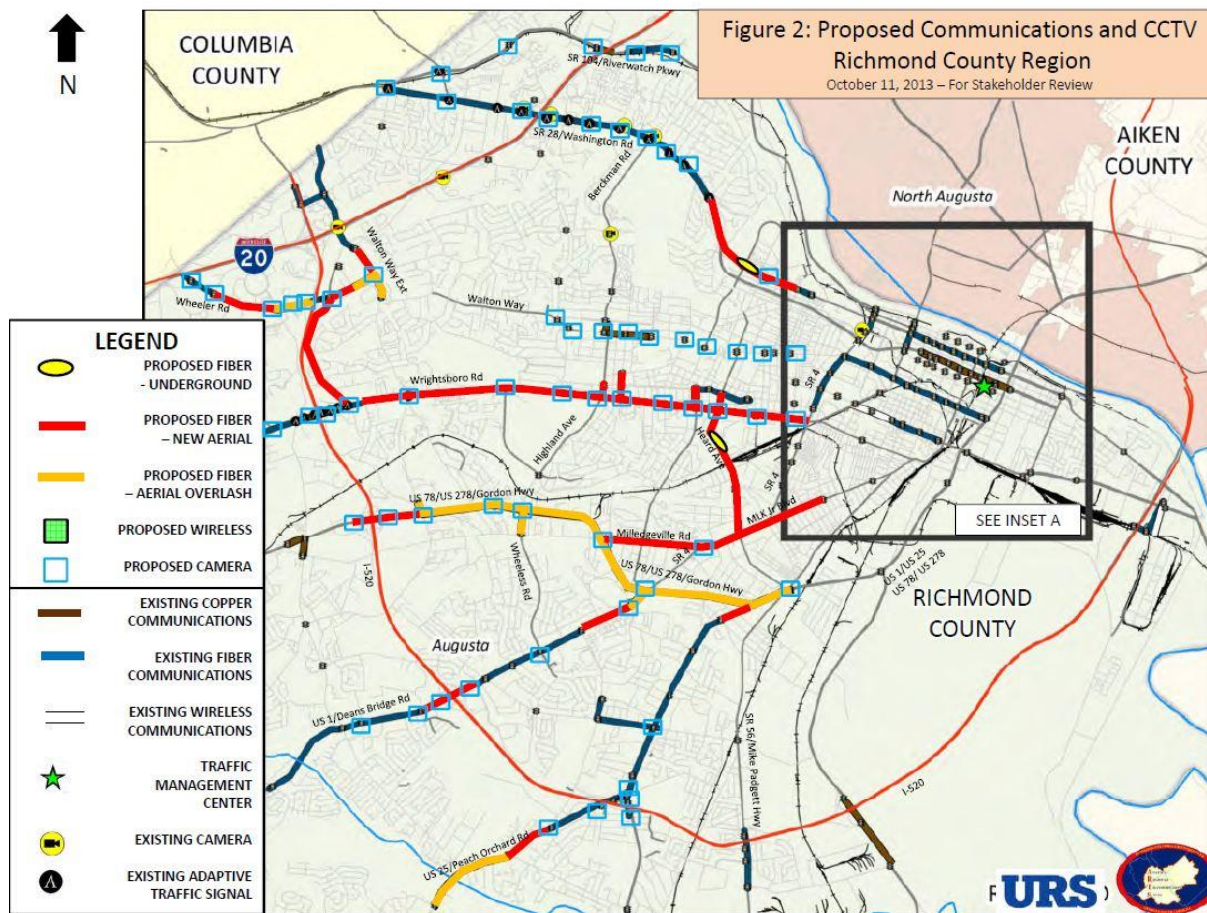 Figure 2: Proposed Communications and CCTV
Richmond County Region
October 11, 2013 – For Stakeholder Review
N
COLUMBIA
COUNTY
SR 104/Riverwatch Pkwy
AIKEN
COUNTY
SR 28/Washington Rd
Berckman Rd
North Augusta
INTERSTATE
20
Walton Way Ext
Wheeler Rd
Walton Way
LEGEND
PROPOSED FIBER
- UNDERGROUND
PROPOSED FIBER
– NEW AERIAL
PROPOSED FIBER
– AERIAL OVERLASH
PROPOSED WIRELESS
PROPOSED CAMERA
EXISTING COPPER
COMMUNICATIONS
EXISTING FIBER
COMMUNICATIONS
EXISTING WIRELESS
COMMUNICATIONS
TRAFFIC
MANAGEMENT
CENTER
EXISTING CAMERA
EXISTING ADAPTIVE
TRAFFIC SIGNAL
SR 4
Wrightsboro Rd
Highland Ave
Heard Ave
SR 4
US 78/US 278/Gordon Hwy
MLK Jr Blvd
SEE INSET A
Milledgeville Rd
SR 4
Wheeless Rd
I-520
US 78/US 278/Gordon Hwy
US 1/US 25
US 78/ US 278
RICHMOND
COUNTY
Augusta
US 1/Deans Bridge Rd
SR 56/Mike Padgett Hwy
I-520
US 25/Peach Orchard Rd
URS